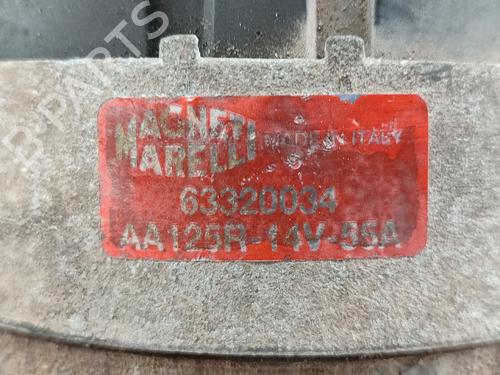 MAGNETI
MARELLI
MADE IN ITALY
63320034
AA125R-14V-55A
B-PARTS